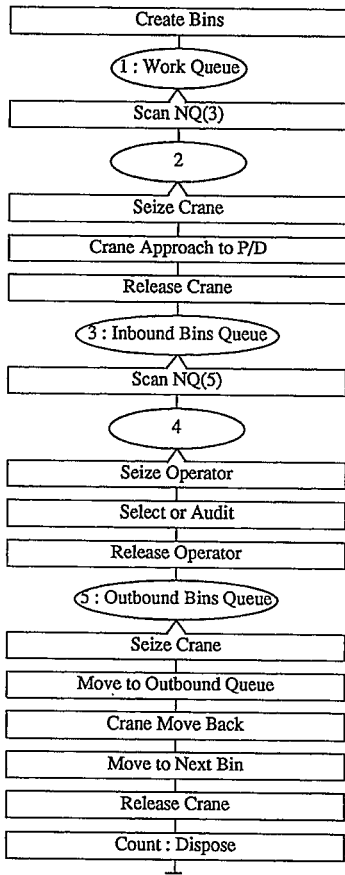 Create Bins
1 : Work Queue
Scan NQ(3)
2
Seize Crane
Crane Approach to P/D
Release Crane
3 : Inbound Bins Queue
Scan NQ(5)
4
Seize Operator
Select or Audit
Release Operator
5 : Outbound Bins Queue
Seize Crane
Move to Outbound Queue
Crane Move Back
Move to Next Bin
Release Crane
Count : Dispose